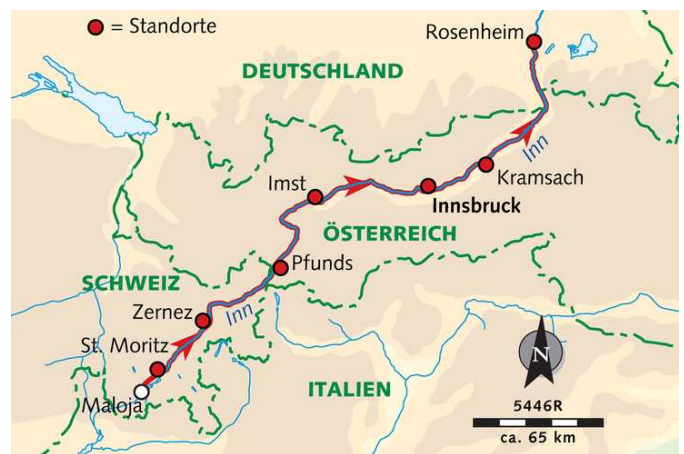 = Standorte
Rosenheim
DEUTSCHLAND
Inn
Imst
Kramsach
Innsbruck
ÖSTERREICH
Pfunds
SCHWEIZ
Zernez
Inn
St. Moritz
N
Maloja
ITALIEN
5446R
ca. 65 km